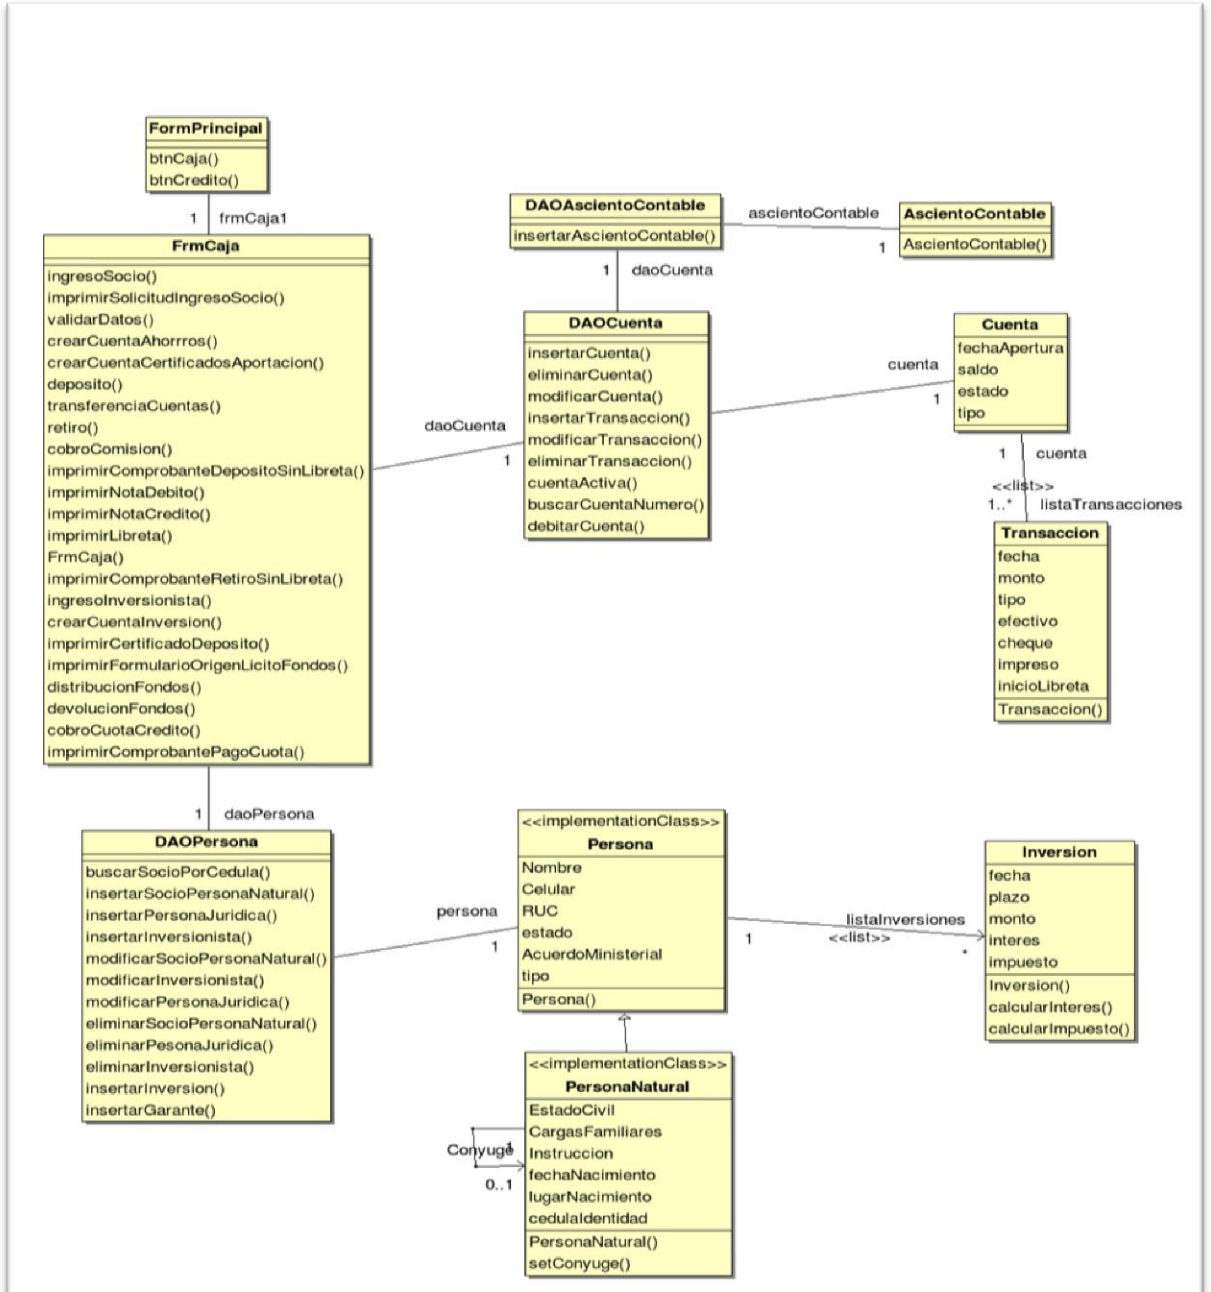 FormPrincipal
btnCaja()
btnCredito()
1 frmCaja1
FrmCaja
ingresoSocio()
imprimirSolicitudIngresoSocio()
validarDatos()
crearCuentaAhorrros()
crearCuentaCertificadosAportacion()
deposito()
transferenciaCuentas()
retiro()
cobroComision()
imprimirComprobanteDepositoSinLibreta()
imprimirNotaDebito()
imprimirNotaCredito()
imprimirLibreta()
FrmCaja()
imprimirComprobanteRetiroSinLibreta()
ingresoInversionista()
crearCuentaInversion()
imprimirCertificadoDeposito()
imprimirFormularioOrigenLicitoFondos()
distribucionFondos()
devolucionFondos()
cobroCuotaCredito()
imprimirComprobantePagoCuota()
DAOAscientoContable
insertarAscientoContable()
ascientoContable
1
AscientoContable
AscientoContable()
1 daoCuenta
daoCuenta
1
DAOCuenta
insertarCuenta()
eliminarCuenta()
modificarCuenta()
insertarTransaccion()
modificarTransaccion()
eliminarTransaccion()
cuentaActiva()
buscarCuentaNumero()
debitarCuenta()
cuenta
1
Cuenta
fechaApertura
saldo
estado
tipo
1 cuenta
<<list>>
1..* listaTransacciones
Transaccion
fecha
monto
tipo
efectivo
cheque
impreso
inicioLibreta
Transaccion()
1 daoPersona
DAOPersona
buscarSocioPorCedula()
insertarSocioPersonaNatural()
insertarPersonaJuridica()
insertarInversionista()
modificarSocioPersonaNatural()
modificarInversionista()
modificarPersonaJuridica()
eliminarSocioPersonaNatural()
eliminarPesonaJuridica()
eliminarInversionista()
insertarInversion()
insertarGarante()
persona
1
<<implementationClass>>
Persona
Nombre
Celular
RUC
estado
AcuerdoMinisterial
tipo
Persona()
listaInversiones
1 <<list>>
*
Inversion
fecha
plazo
monto
interes
impuesto
Inversion()
calcularInteres()
calcularImpuesto()
<<implementationClass>>
PersonaNatural
EstadoCivil
CargasFamiliares
Instruccion
fechaNacimiento
lugarNacimiento
cedulaIdentidad
PersonaNatural()
setConyuge()
Conyuge 1
0..1